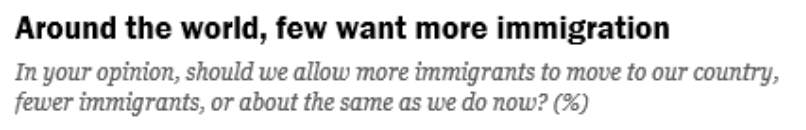 Around the world, few want more immigration
In your opinion, should we allow more immigrants to move to our country,
fewer immigrants, or about the same as we do now? (%)